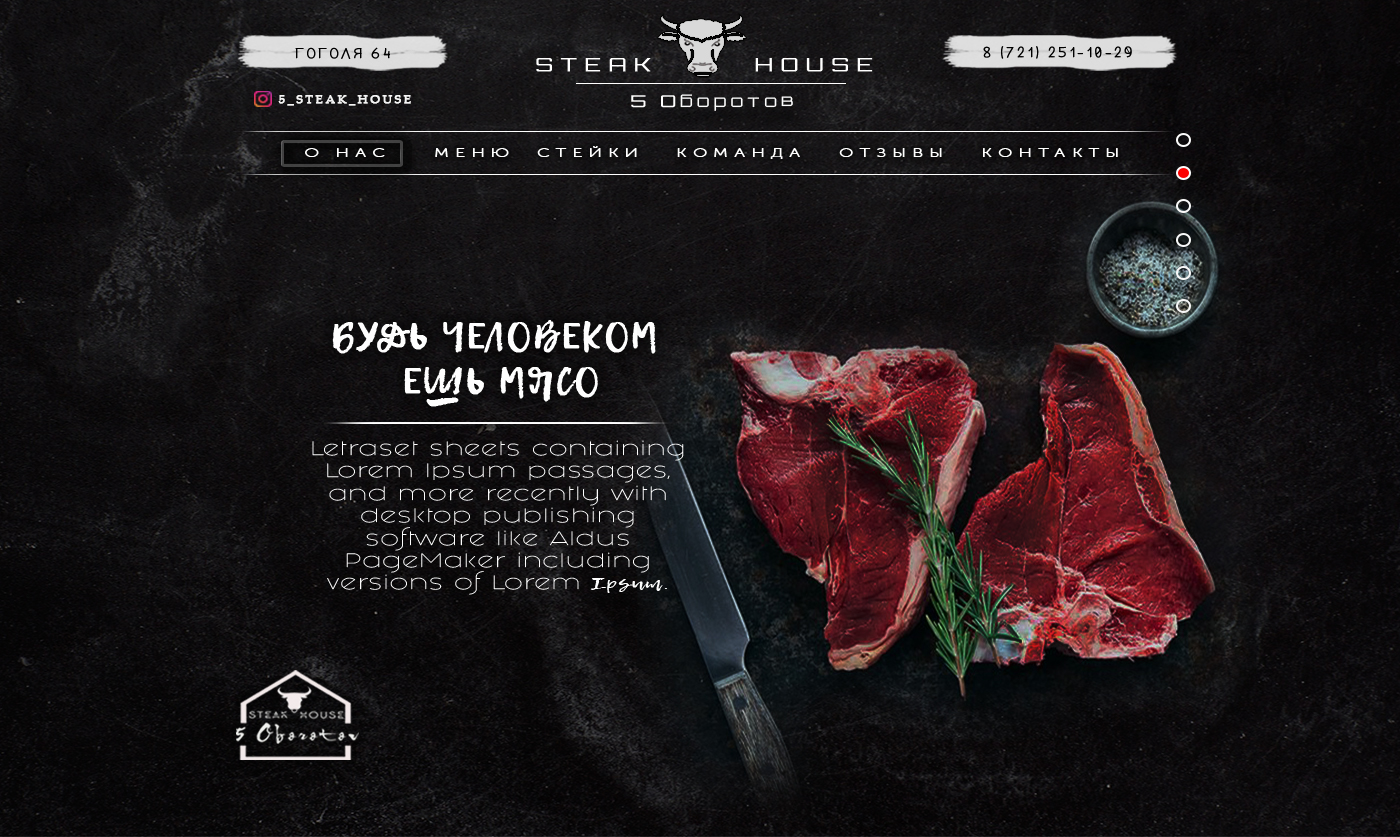 ГОГОЛЯ 64
STEAK HOUSE
8 (721) 251-10-29
5_STEAK_HOUSE
5 Оборотов
О НАС МЕНЮ СТЕЙКИ КОМАНДА ОТЗЫВЫ КОНТАКТЫ
БУДЬ ЧЕЛОВЕКОМ
ЕШЬ МЯСО
Letraset sheets containing
Lorem Ipsum passages,
and more recently with
desktop publishing
software like Aldus
PageMaker including
versions of Lorem Ipsum.
STEAK HOUSE
5 Oborotov